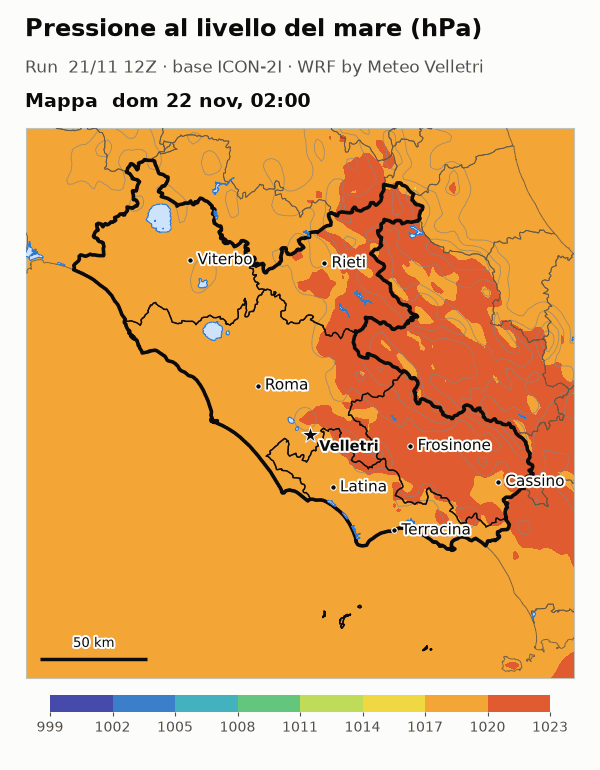 Pressione al livello del mare (hPa)
Run  21/11 12Z · base ICON-2I · WRF by Meteo Velletri
Mappa  dom 22 nov, 02:00
Viterbo
Rieti
Roma
Velletri
Frosinone
Latina
Cassino
Terracina
50 km
999 1002 1005 1008 1011 1014 1017 1020 1023